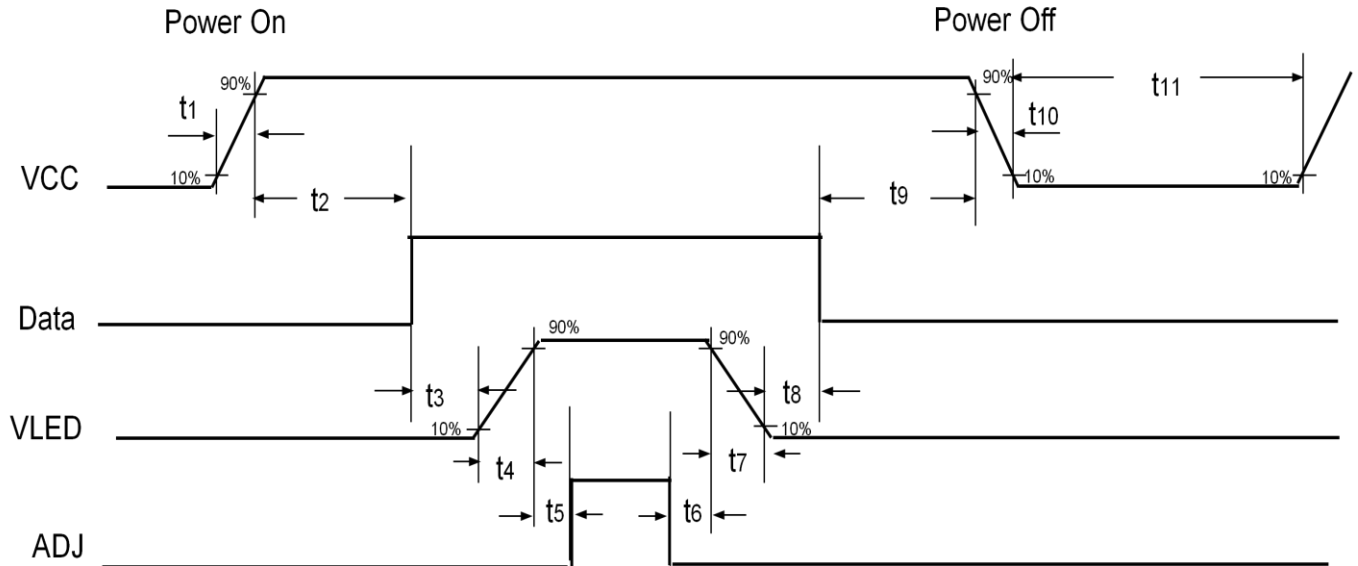 Power On
Power Off
90%
90%
t1
t10
t11
VCC
10%
10%
10%
t2
t9
Data
90%
90%
t3
t8
VLED
10%
10%
t4
t7
t5
t6
ADJ